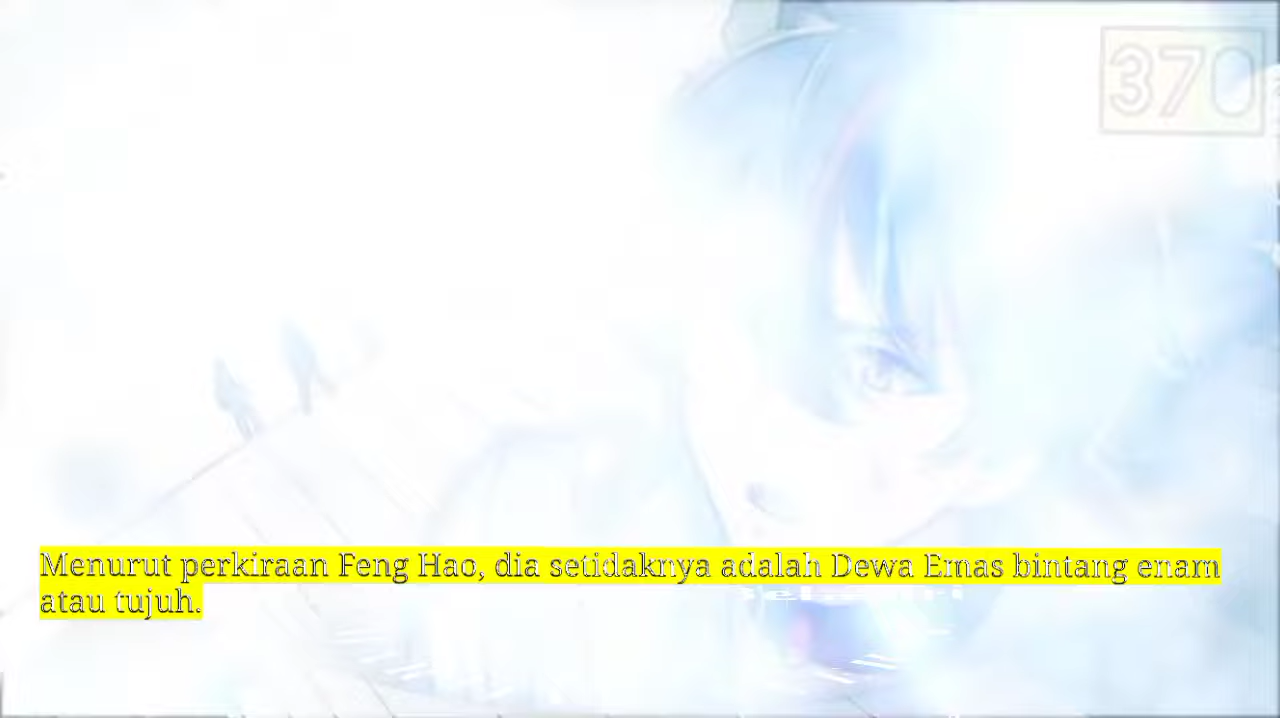 370
Menurut perkiraan Feng Hao, dia setidaknya adalah Dewa Emas bintang enam
atau tujuh.